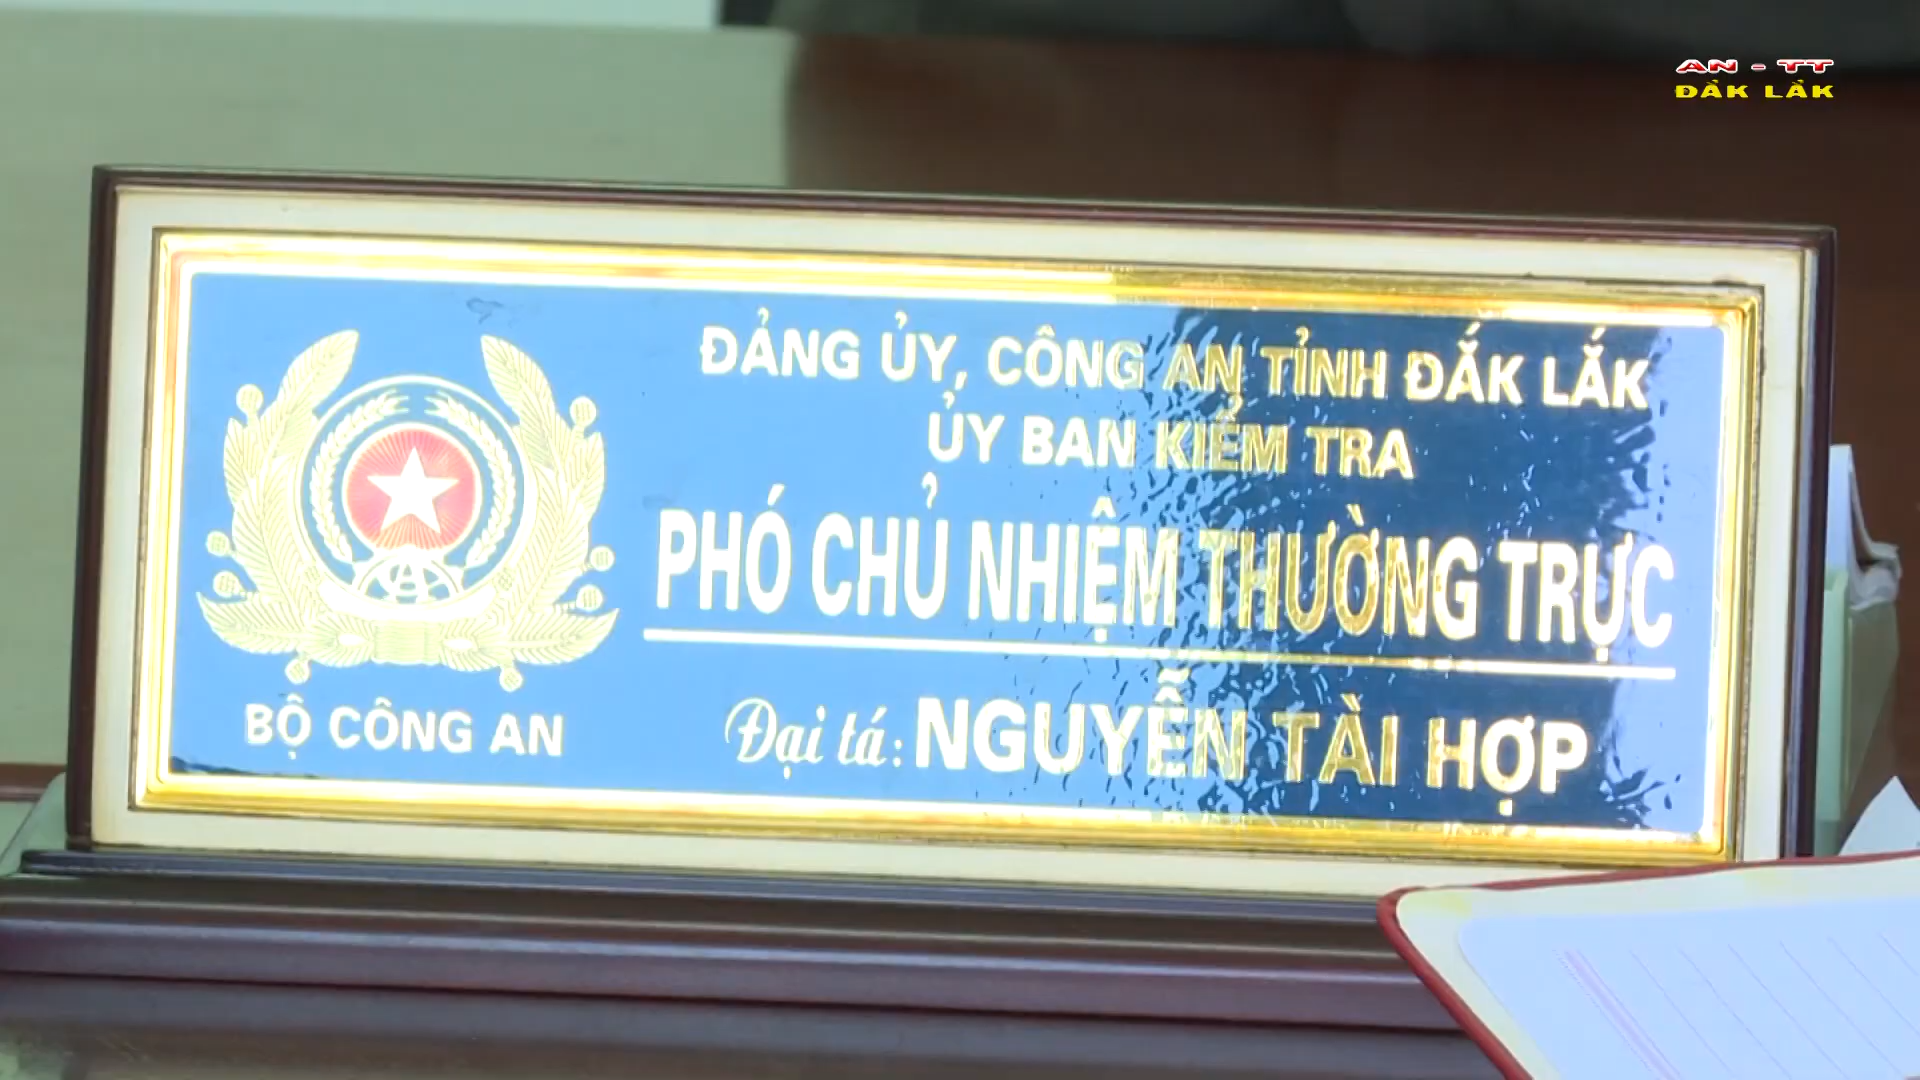 AN - TT
ĐẮK LẮK
ĐẢNG ỦY, CÔNG AN TỈNH ĐẮK LẮK
ỦY BAN KIỂM TRA
PHÓ CHỦ NHIỆM THƯỜNG TRỰC
BỘ CÔNG AN
Đại tá: NGUYỄN TÀI HỢP